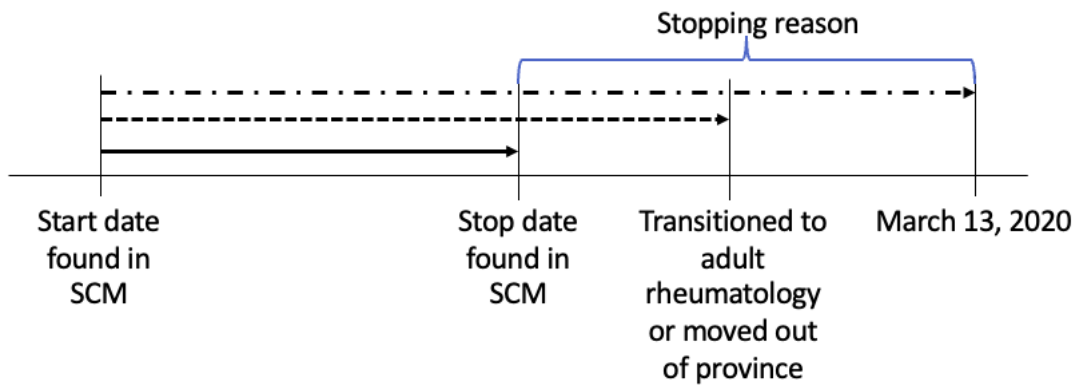 Stopping reason
Start date
found in
SCM
Stop date
found in
SCM
Transitioned to
adult
rheumatology
or moved out
of province
March 13, 2020